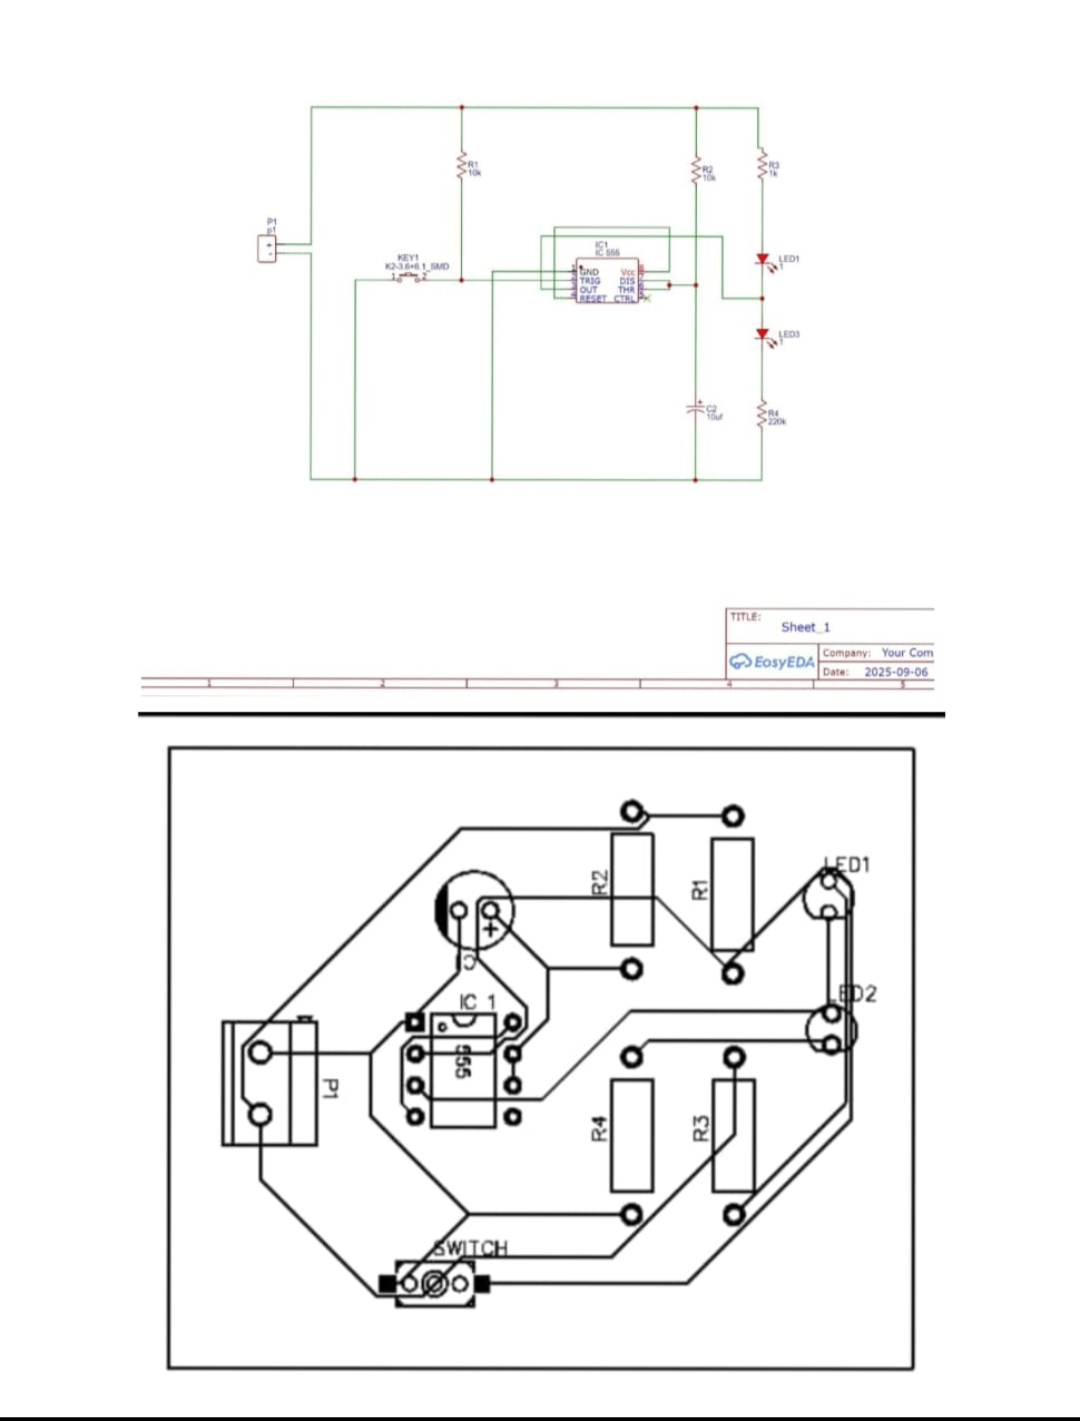 R1
10k
R2
10k
R3
1k
P1
p1
+
-
KEY1
K2-3.6×6.1_SMD
1 2
IC1
IC 555
GND Vcc
TRIG DIS
OUT THR
RESET CTRL
LED1
1
LED3
1
+
C2
10uf
R4
220k
TITLE:
Sheet_1
EasyEDA
Company: Your Com
Date: 2025-09-06
1 2 3 4 5
LED1
R2
R1
+
LED2
IC 1
555
P1
R4
R3
SWITCH